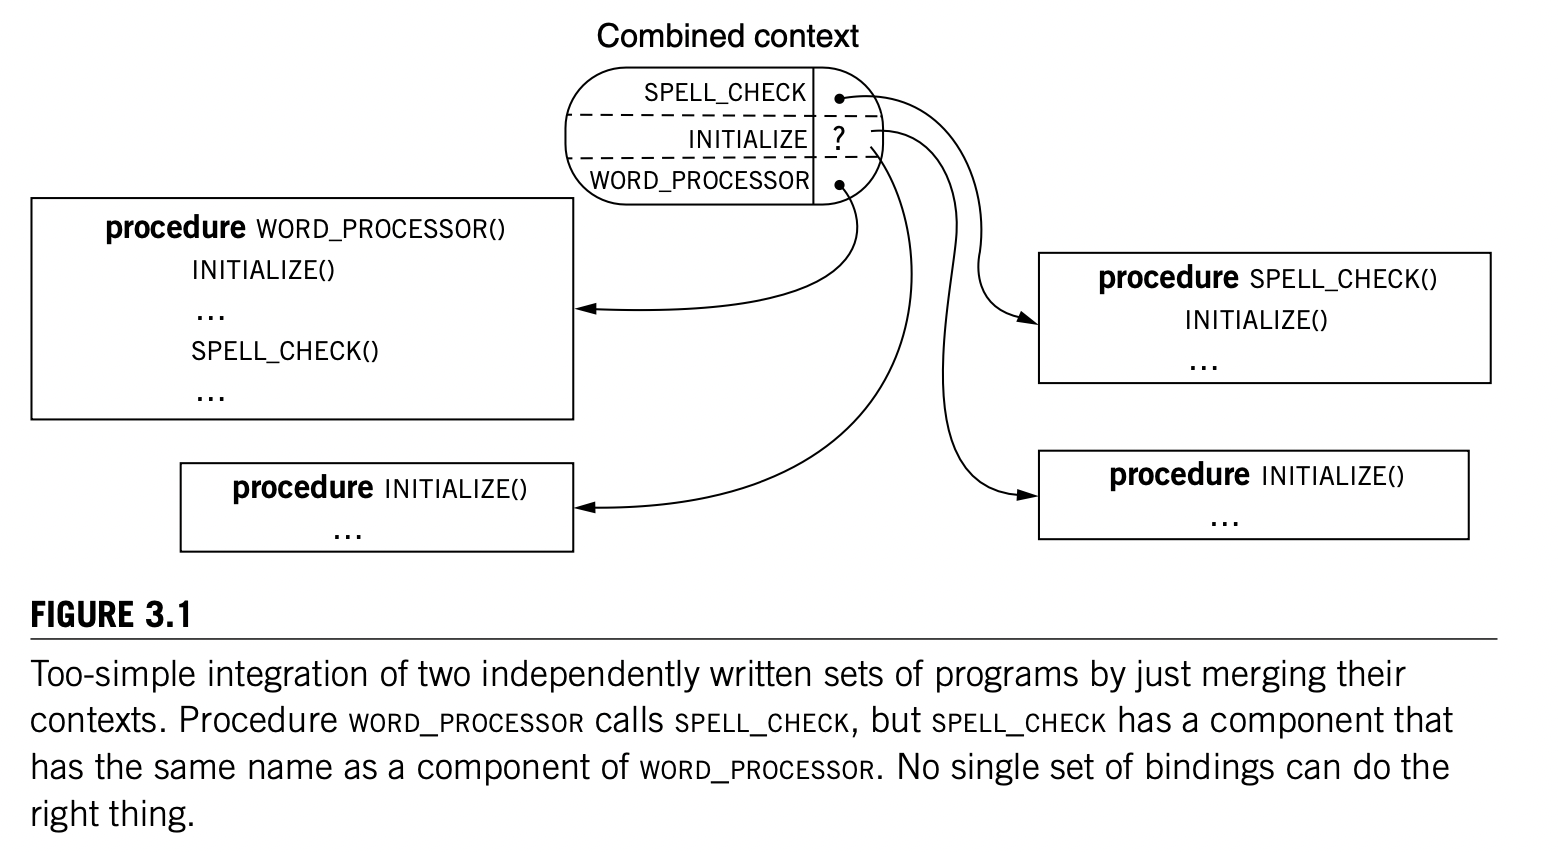 Combined context
SPELL_CHECK
INITIALIZE ?
WORD_PROCESSOR
procedure WORD_PROCESSOR()
INITIALIZE()
...
SPELL_CHECK()
...
procedure INITIALIZE()
...
procedure SPELL_CHECK()
INITIALIZE()
...
procedure INITIALIZE()
...
FIGURE 3.1
Too-simple integration of two independently written sets of programs by just merging their
contexts. Procedure WORD_PROCESSOR calls SPELL_CHECK, but SPELL_CHECK has a component that
has the same name as a component of WORD_PROCESSOR. No single set of bindings can do the
right thing.